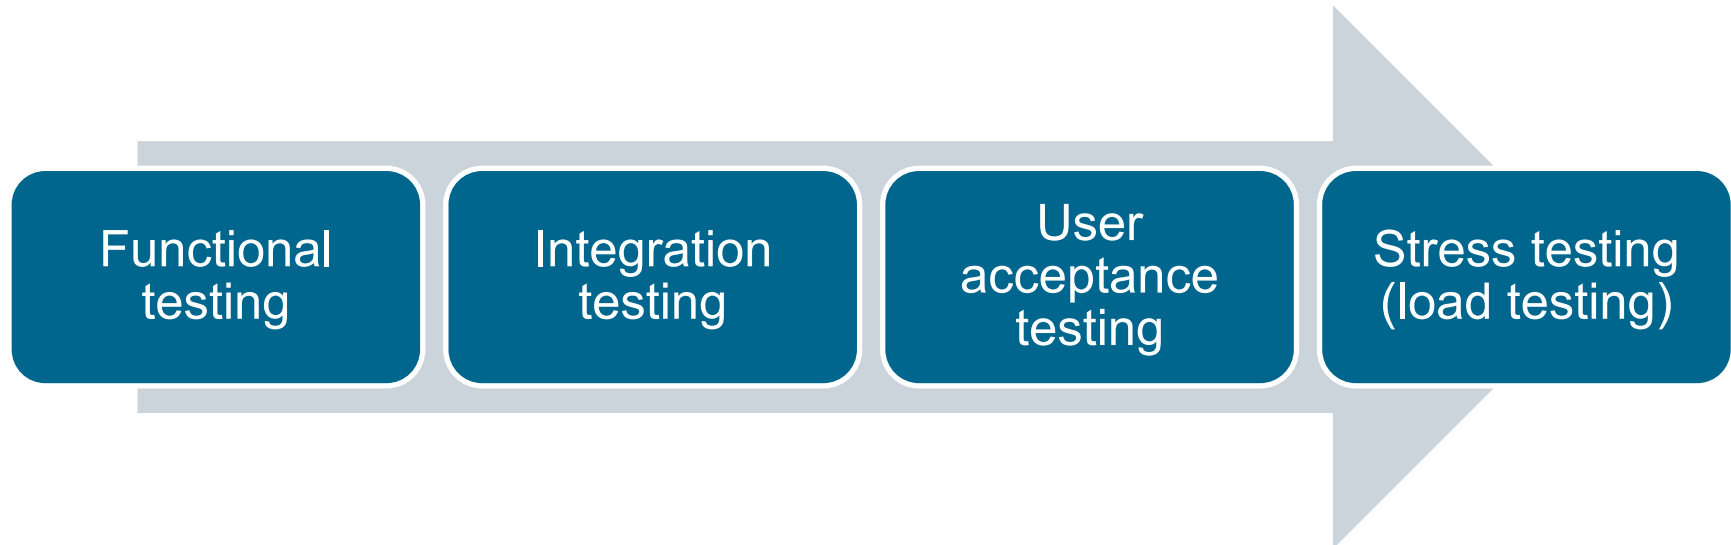 Functional
testing
Integration
testing
User
acceptance
testing
Stress testing
(load testing)